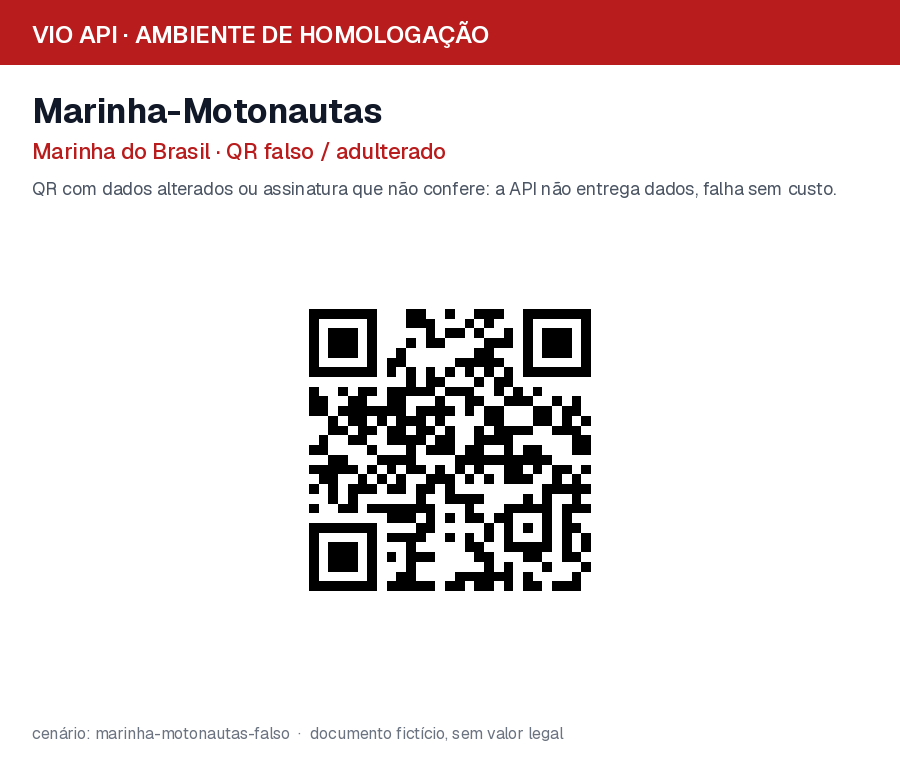 VIO API · AMBIENTE DE HOMOLOGAÇÃO
Marinha-Motonautas
Marinha do Brasil · QR falso / adulterado
QR com dados alterados ou assinatura que não confere: a API não entrega dados, falha sem custo.
cenário: marinha-motonautas-falso · documento fictício, sem valor legal